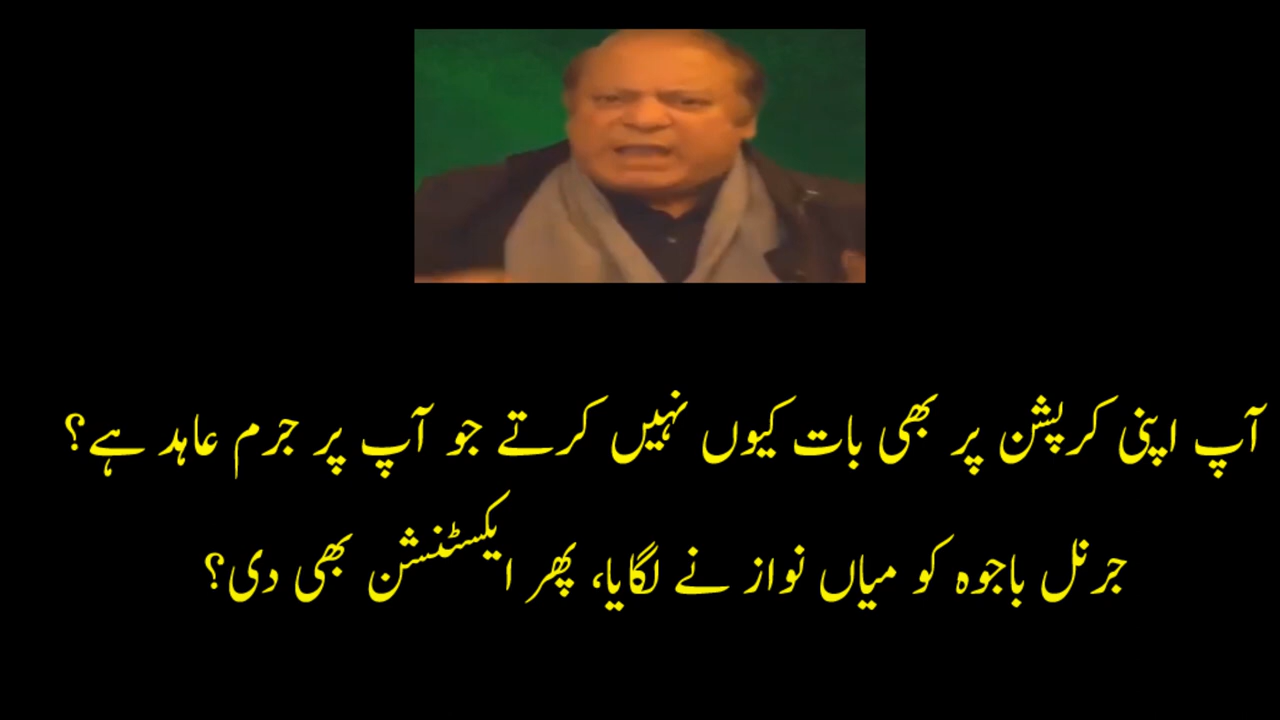 آپ اپنی کرپشن پر بھی بات کیوں نہیں کرتے جو آپ پر جرم عاہد ہے؟
جرنل باجوہ کو میاں نواز نے لگایا، پھر ایکسٹنشن بھی دی؟